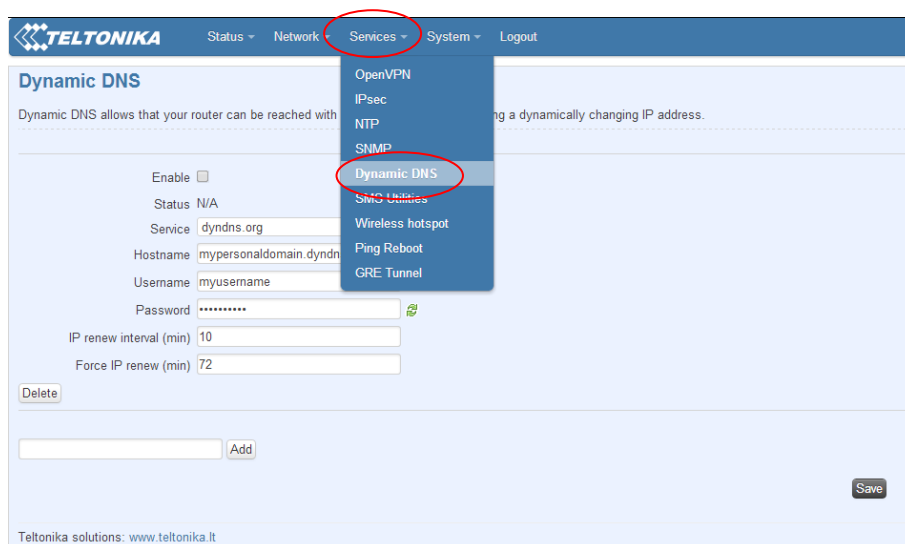 TELTONIKA Status Network Services System Logout
OpenVPN
IPsec
NTP
SNMP
Dynamic DNS
SMS Utilities
Wireless hotspot
Ping Reboot
GRE Tunnel
Dynamic DNS
Dynamic DNS allows that your router can be reached with a dynamically changing IP address.
Enable
Status N/A
Service dyndns.org
Hostname mypersonaldomain.dyndn
Username myusername
Password ••••••••••
IP renew interval (min) 10
Force IP renew (min) 72
Delete
Add
Save
Teltonika solutions: www.teltonika.lt